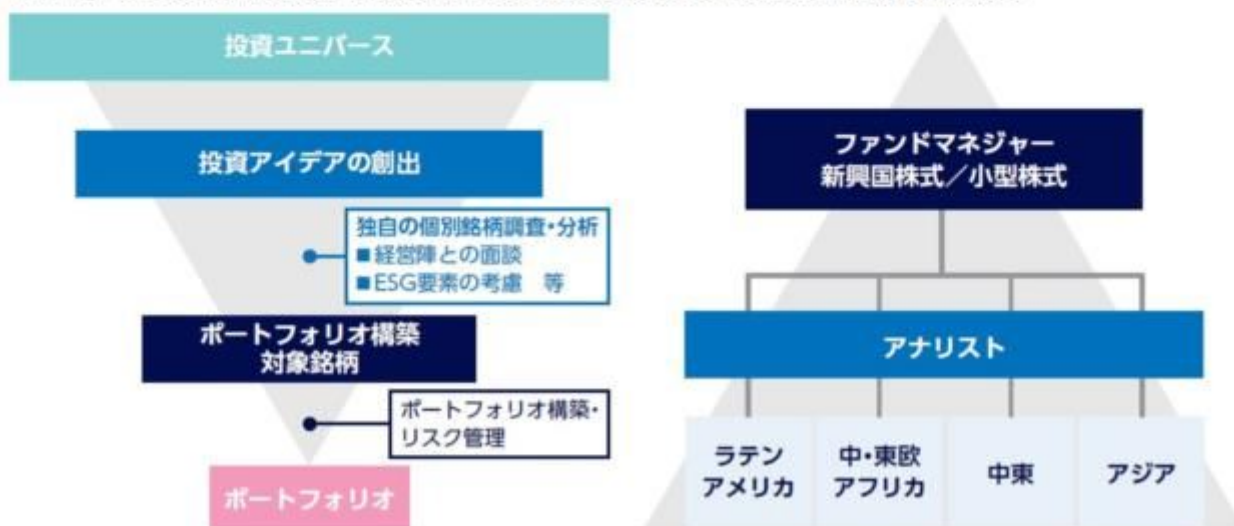 投資ユニバース
投資アイデアの創出
独自の個別銘柄調査・分析
■経営陣との面談
■ESG要素の考慮 等
ポートフォリオ構築
対象銘柄
ポートフォリオ構築・
リスク管理
ポートフォリオ
ファンドマネジャー
新興国株式／小型株式
アナリスト
ラテン
アメリカ
中・東欧
アフリカ
中東
アジア